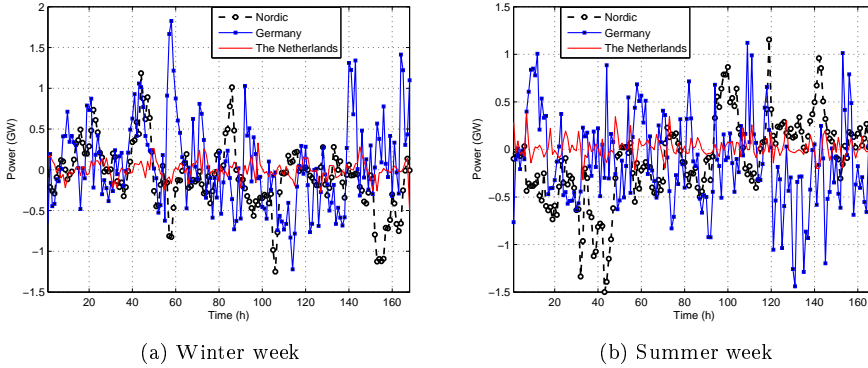 2
1.5
1
0.5
0
-0.5
-1
-1.5
Power (GW)
Nordic
Germany
The Netherlands
20 40 60 80 100 120 140 160
Time (h)
(a) Winter week
1.5
1
0.5
0
-0.5
-1
-1.5
Power (GW)
Nordic
Germany
The Netherlands
20 40 60 80 100 120 140 160
Time (h)
(b) Summer week